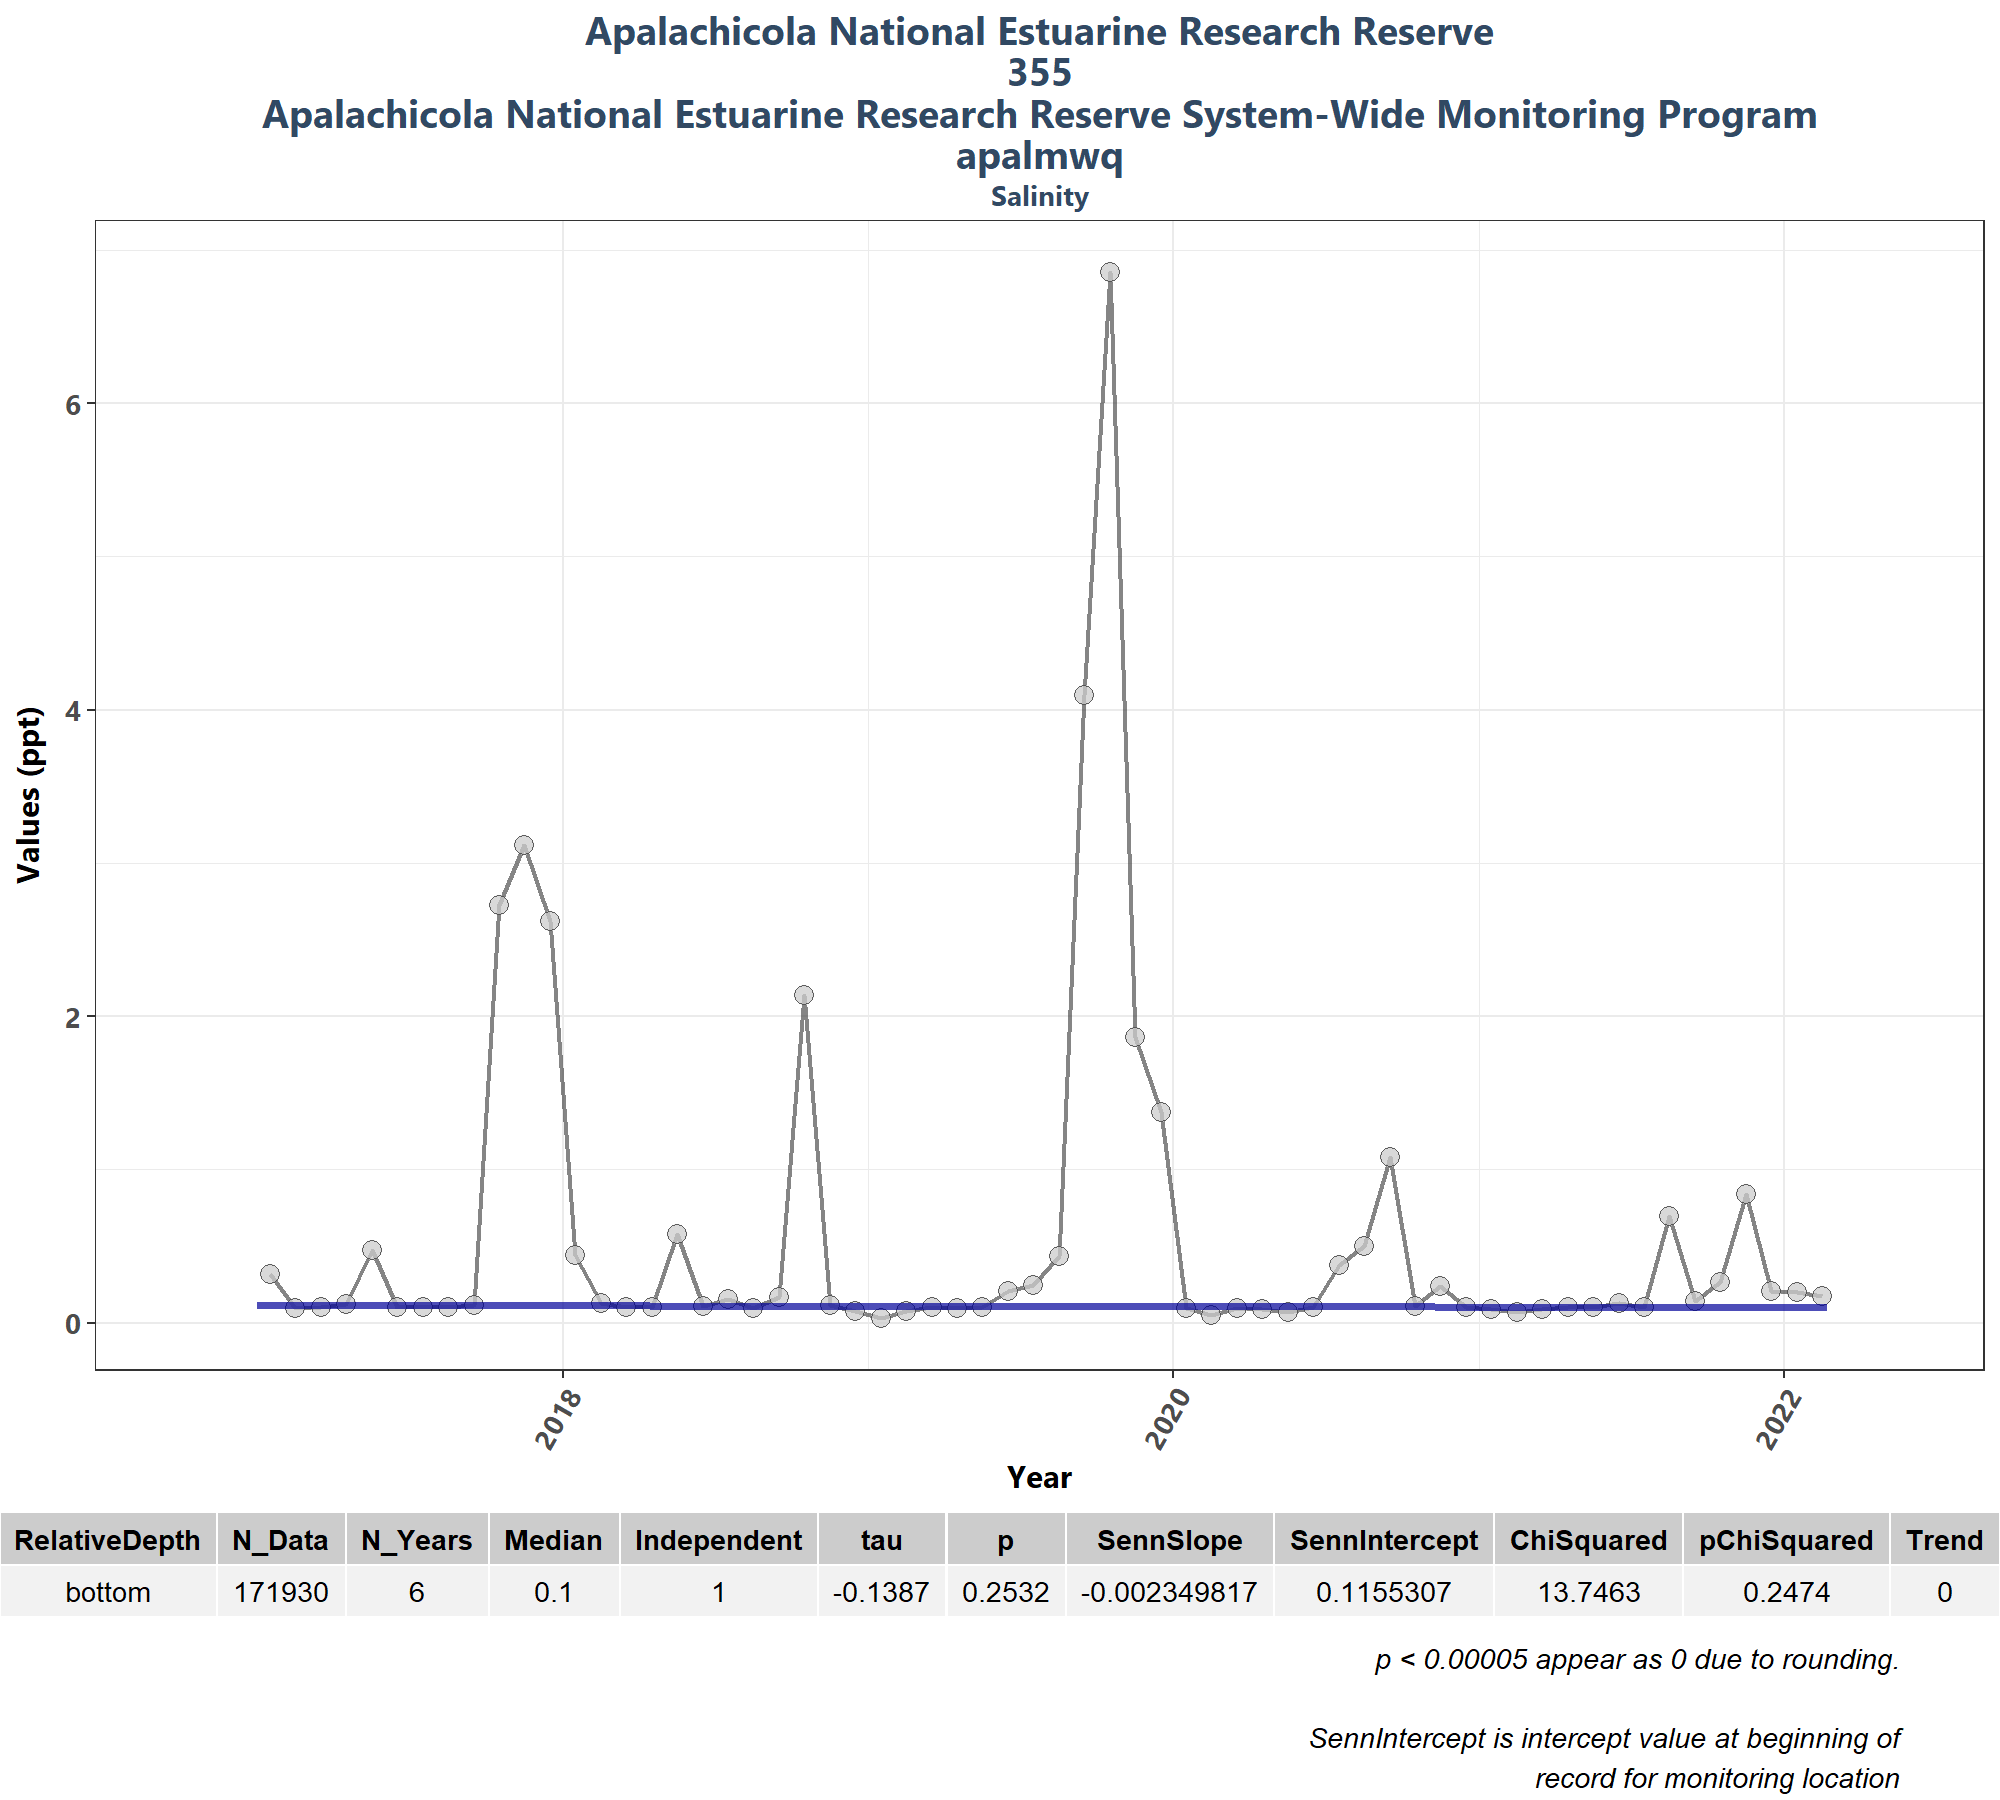 Apalachicola National Estuarine Research Reserve
355
Apalachicola National Estuarine Research Reserve System-Wide Monitoring Program
apalmwq
Salinity
Values (ppt)
6
4
2
0
2018
2020
2022
Year
RelativeDepth N_Data N_Years Median Independent tau p SennSlope SennIntercept ChiSquared pChiSquared Trend
bottom 171930 6 0.1 1 -0.1387 0.2532 -0.002349817 0.1155307 13.7463 0.2474 0
p < 0.00005 appear as 0 due to rounding.
SennIntercept is intercept value at beginning of
record for monitoring location